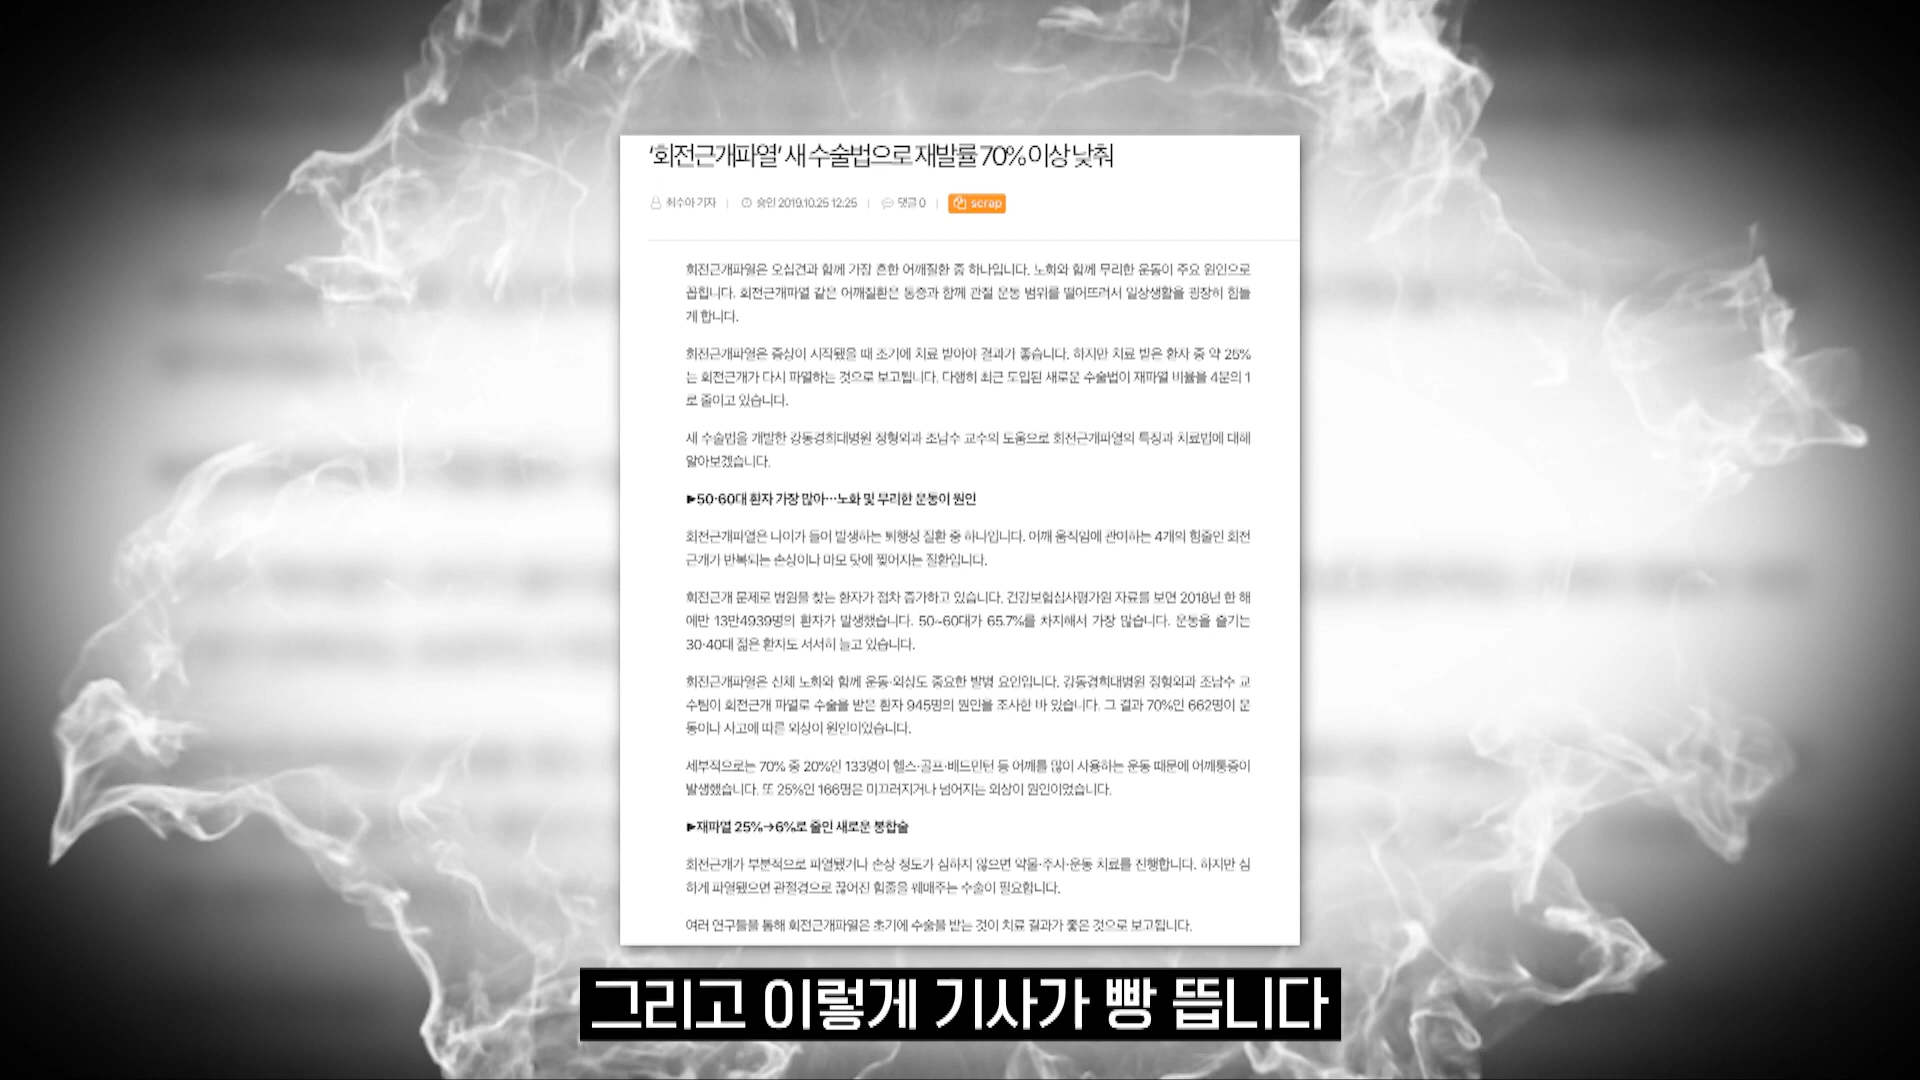 ‘회전근개파열’ 새 수술법으로 재발률 70% 이상 낮춰
최수아 기자 | 승인 2019.10.25 12:25 | 댓글 0 | scrap
회전근개파열은 오십견과 함께 가장 흔한 어깨질환 중 하나입니다. 노화와 함께 무리한 운동이 주요 원인으로
꼽힙니다. 회전근개파열 같은 어깨질환은 통증과 함께 관절 운동 범위를 떨어뜨려서 일상생활을 굉장히 힘들
게 합니다.
회전근개파열은 증상이 시작됐을 때 조기에 치료 받아야 결과가 좋습니다. 하지만 치료 받은 환자 중 약 25%
는 회전근개가 다시 파열하는 것으로 보고됩니다. 다행히 최근 도입된 새로운 수술법이 재파열 비율을 4분의 1
로 줄이고 있습니다.
새 수술법을 개발한 강동경희대병원 정형외과 조남수 교수의 도움으로 회전근개파열의 특징과 치료법에 대해
알아보겠습니다.
▶50·60대 환자 가장 많아…노화 및 무리한 운동이 원인
회전근개파열은 나이가 들어 발생하는 퇴행성 질환 중 하나입니다. 어깨 움직임에 관여하는 4개의 힘줄인 회전
근개가 반복되는 손상이나 마모 탓에 찢어지는 질환입니다.
회전근개 문제로 병원을 찾는 환자가 점차 증가하고 있습니다. 건강보험심사평가원 자료를 보면 2018년 한 해
에만 13만4939명의 환자가 발생했습니다. 50~60대가 65.7%를 차지해서 가장 많습니다. 운동을 즐기는
30·40대 젊은 환자도 서서히 늘고 있습니다.
회전근개파열은 신체 노화와 함께 운동·외상도 중요한 발병 요인입니다. 강동경희대병원 정형외과 조남수 교
수팀이 회전근개 파열로 수술을 받은 환자 945명의 원인을 조사한 바 있습니다. 그 결과 70%인 662명이 운
동이나 사고에 따른 외상이 원인이었습니다.
세부적으로는 70% 중 20%인 133명이 헬스·골프·배드민턴 등 어깨를 많이 사용하는 운동 때문에 어깨통증이
발생했습니다. 또 25%인 166명은 미끄러지거나 넘어지는 외상이 원인이었습니다.
▶재파열 25%→6%로 줄인 새로운 봉합술
회전근개가 부분적으로 파열됐거나 손상 정도가 심하지 않으면 약물·주사·운동 치료를 진행합니다. 하지만 심
하게 파열됐으면 관절경으로 끊어진 힘줄을 꿰매주는 수술이 필요합니다.
여러 연구들을 통해 회전근개파열은 초기에 수술을 받는 것이 치료 결과가 좋은 것으로 보고됩니다.
그리고 이렇게 기사가 빵 뜹니다